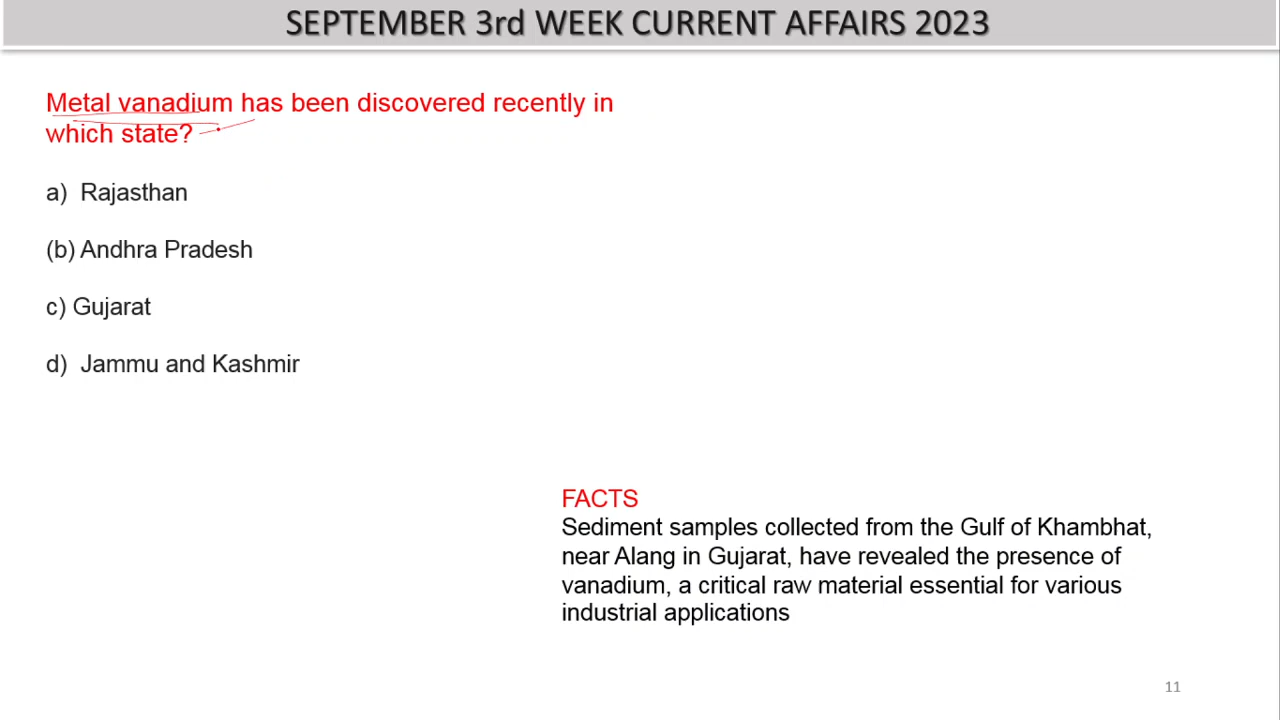 SEPTEMBER 3rd WEEK CURRENT AFFAIRS 2023
Metal vanadium has been discovered recently in
which state?
a) Rajasthan
(b) Andhra Pradesh
c) Gujarat
d) Jammu and Kashmir
FACTS
Sediment samples collected from the Gulf of Khambhat,
near Alang in Gujarat, have revealed the presence of
vanadium, a critical raw material essential for various
industrial applications
11